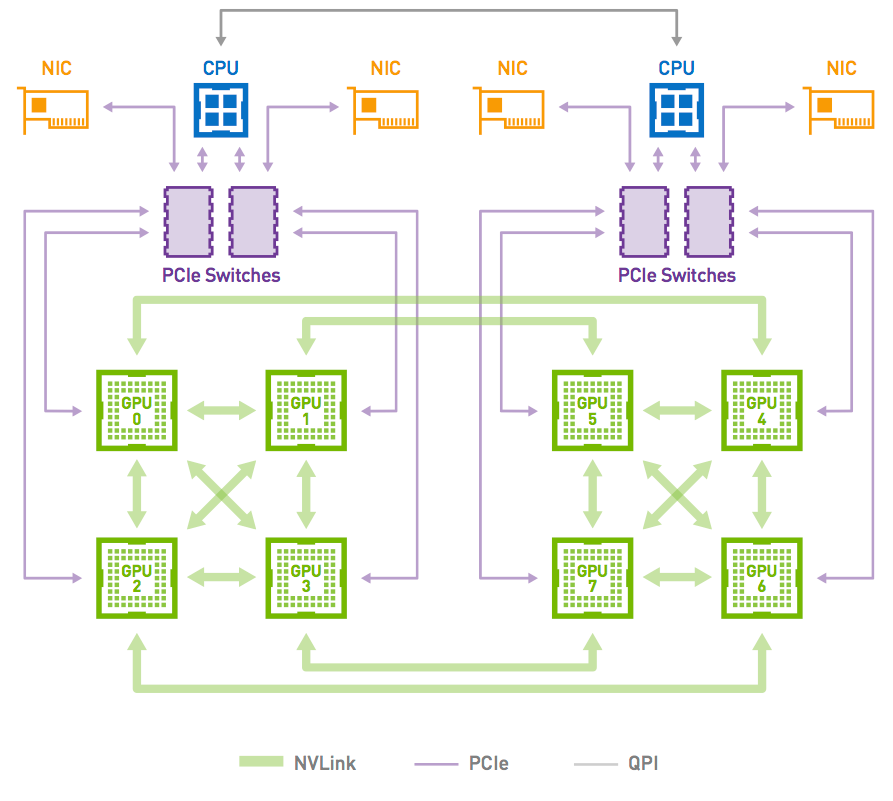 NIC
CPU
NIC
NIC
CPU
NIC
PCIe Switches
PCIe Switches
GPU
0
GPU
1
GPU
5
GPU
4
GPU
2
GPU
3
GPU
7
GPU
6
NVLink
PCIe
QPI